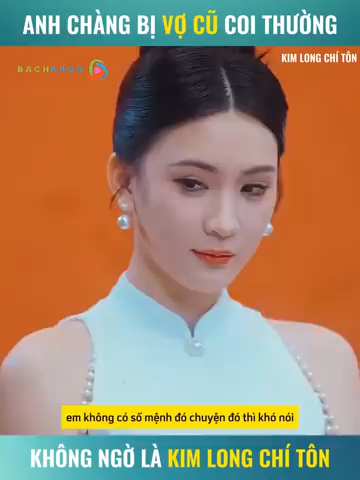 ANH CHÀNG BỊ VỢ CŨ COI THƯỜNG
BACHKHOA
KIM LONG CHÍ TÔN
em không có số mệnh đó chuyện đó thì khó nói
KHÔNG NGỜ LÀ KIM LONG CHÍ TÔN